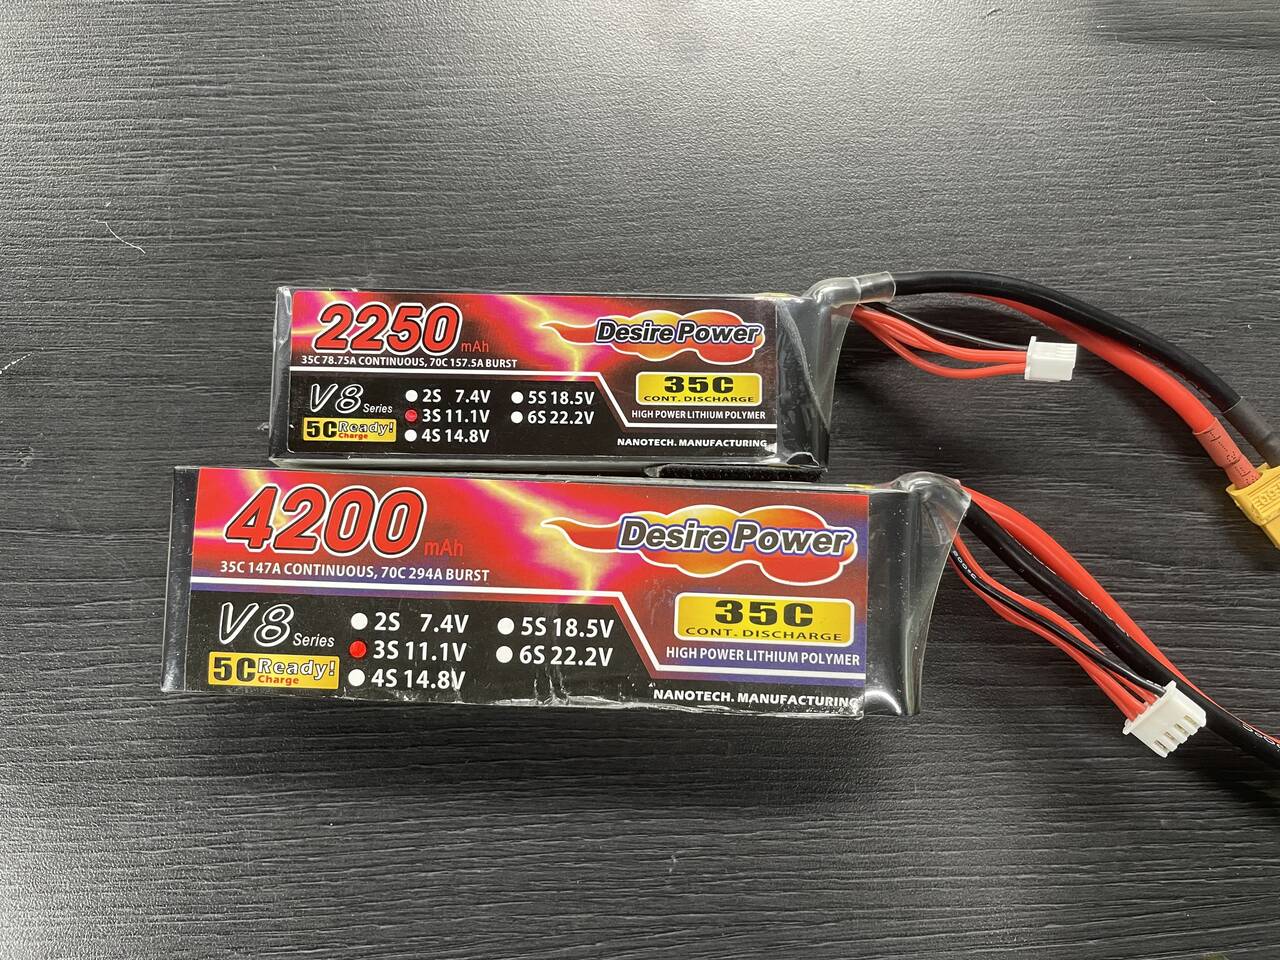 2250 mAh
Desire Power
35C 78.75A CONTINUOUS, 70C 157.5A BURST
V8 Series
5C Ready!
Charge
2S 7.4V
3S 11.1V
4S 14.8V
5S 18.5V
6S 22.2V
35C
CONT. DISCHARGE
HIGH POWER LITHIUM POLYMER
NANOTECH. MANUFACTURING
4200 mAh
Desire Power
35C 147A CONTINUOUS, 70C 294A BURST
V8 Series
5C Ready!
Charge
2S 7.4V
3S 11.1V
4S 14.8V
5S 18.5V
6S 22.2V
35C
CONT. DISCHARGE
HIGH POWER LITHIUM POLYMER
NANOTECH. MANUFACTURING